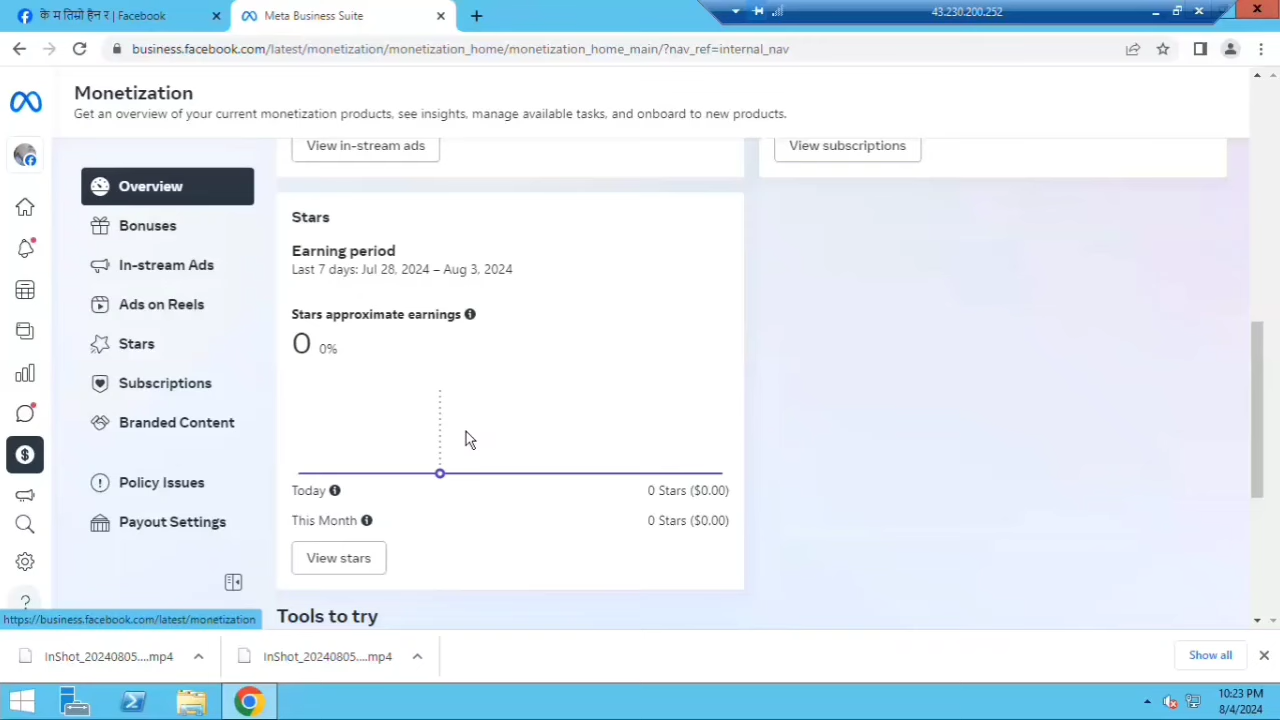 के म तिम्रो हैन र | Facebook
Meta Business Suite
43.230.200.252
business.facebook.com/latest/monetization/monetization_home/monetization_home_main/?nav_ref=internal_nav
Monetization
Get an overview of your current monetization products, see insights, manage available tasks, and onboard to new products.
View in-stream ads
View subscriptions
Overview
Bonuses
In-stream Ads
Ads on Reels
Stars
Subscriptions
Branded Content
Policy Issues
Payout Settings
Stars
Earning period
Last 7 days: Jul 28, 2024 – Aug 3, 2024
Stars approximate earnings
0 0%
Today 0 Stars ($0.00)
This Month 0 Stars ($0.00)
View stars
Tools to try
https://business.facebook.com/latest/monetization
InShot_20240805....mp4
InShot_20240805....mp4
Show all
10:23 PM
8/4/2024